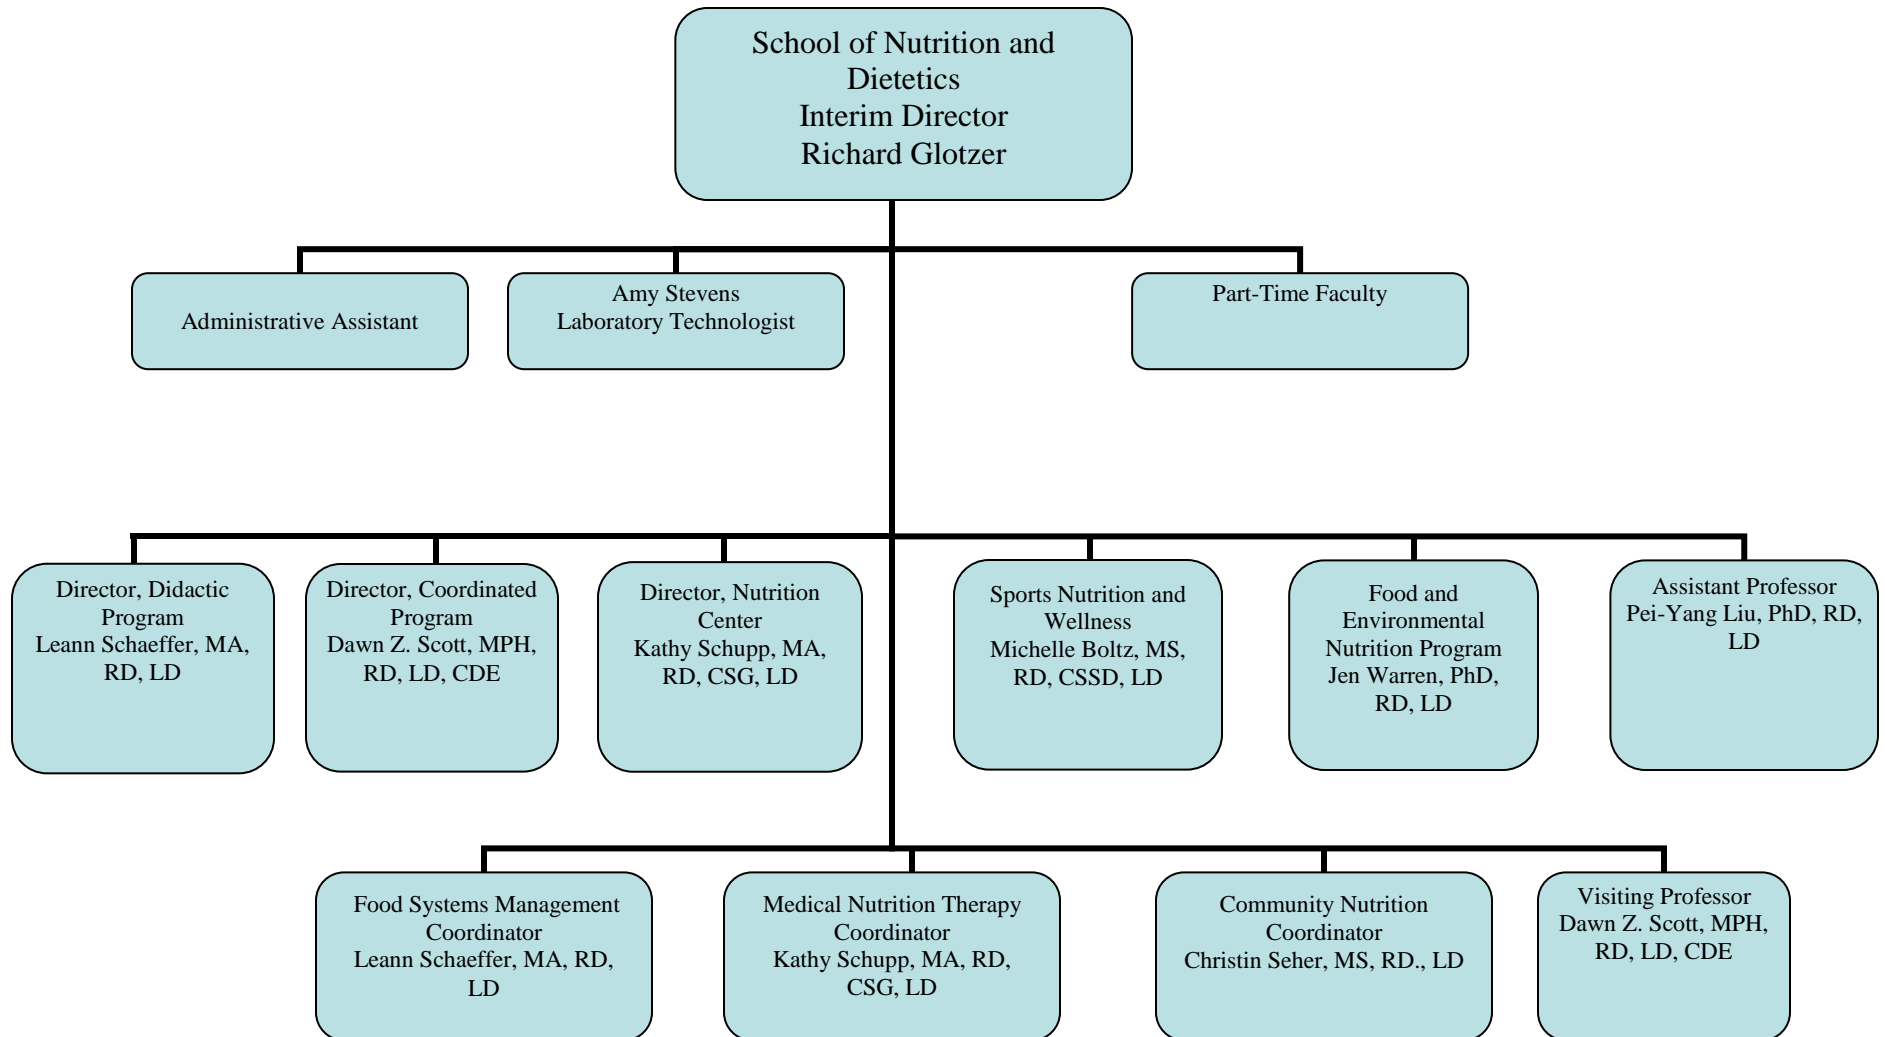 School of Nutrition and
Dietetics
Interim Director
Richard Glotzer
Administrative Assistant
Amy Stevens
Laboratory Technologist
Part-Time Faculty
Director, Didactic
Program
Leann Schaeffer, MA,
RD, LD
Director, Coordinated
Program
Dawn Z. Scott, MPH,
RD, LD, CDE
Director, Nutrition
Center
Kathy Schupp, MA,
RD, CSG, LD
Sports Nutrition and
Wellness
Michelle Boltz, MS,
RD, CSSD, LD
Food and
Environmental
Nutrition Program
Jen Warren, PhD,
RD, LD
Assistant Professor
Pei-Yang Liu, PhD, RD,
LD
Food Systems Management
Coordinator
Leann Schaeffer, MA, RD,
LD
Medical Nutrition Therapy
Coordinator
Kathy Schupp, MA, RD,
CSG, LD
Community Nutrition
Coordinator
Christin Seher, MS, RD., LD
Visiting Professor
Dawn Z. Scott, MPH,
RD, LD, CDE